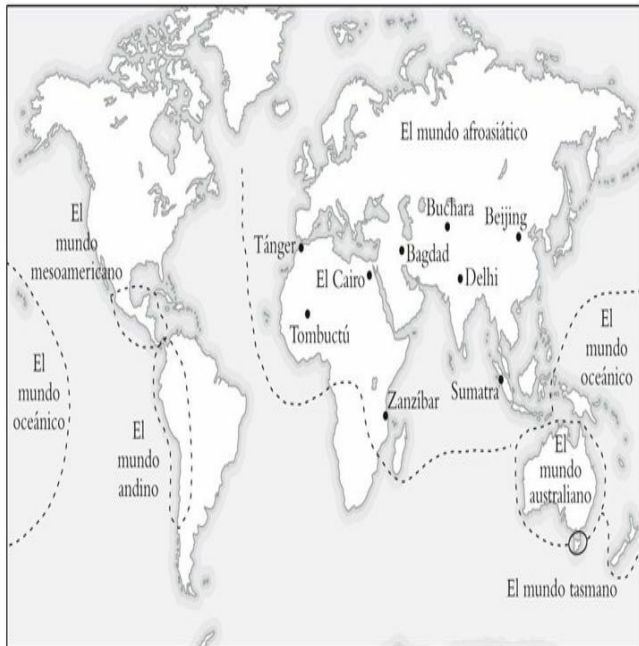 El mundo afroasiático
El
mundo
mesoamericano
Tánger
Buchara
Beijing
Bagdad
El Cairo
Delhi
Tombuctú
El
mundo
oceánico
El
mundo
oceánico
Sumatra
Zanzíbar
El
mundo
andino
El
mundo
australiano
El mundo tasmano